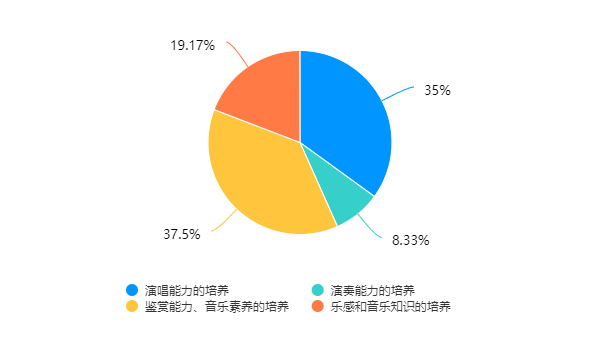 19.17%
35%
37.5%
8.33%
演唱能力的培养
演奏能力的培养
鉴赏能力、音乐素养的培养
乐感和音乐知识的培养